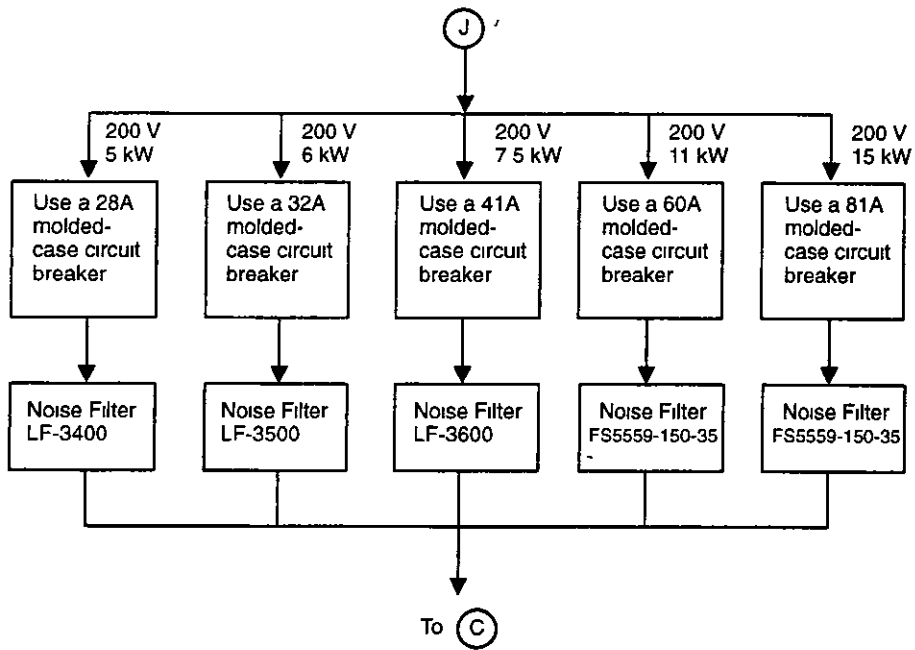 J
200 V
5 kW
200 V
6 kW
200 V
7 5 kW
200 V
11 kW
200 V
15 kW
Use a 28A
molded-
case circuit
breaker
Use a 32A
molded-
case circuit
breaker
Use a 41A
molded-
case circuit
breaker
Use a 60A
molded-
case circuit
breaker
Use a 81A
molded-
case circuit
breaker
Noise Filter
LF-3400
Noise Filter
LF-3500
Noise Filter
LF-3600
Noise Filter
FS5559-150-35
Noise Filter
FS5559-150-35
To C